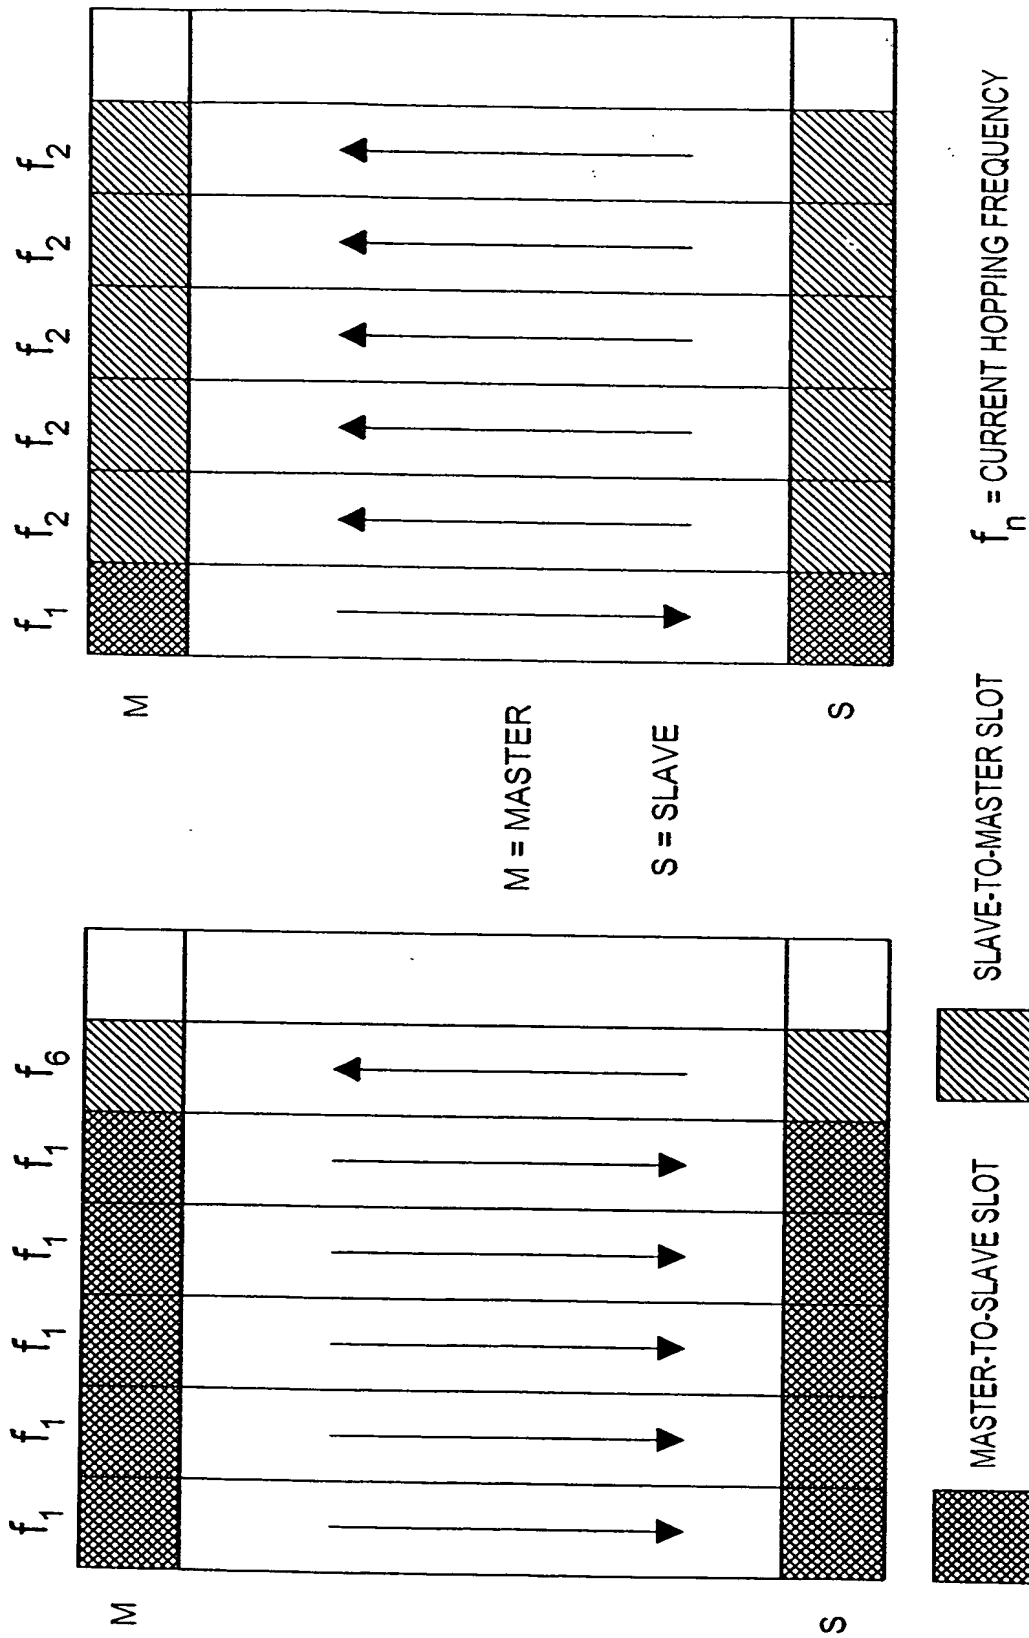 f1 f1 f1 f1 f1 f6
M
S
f1 f2 f2 f2 f2 f2
M
S
M = MASTER
S = SLAVE
MASTER-TO-SLAVE SLOT
SLAVE-TO-MASTER SLOT
fn = CURRENT HOPPING FREQUENCY